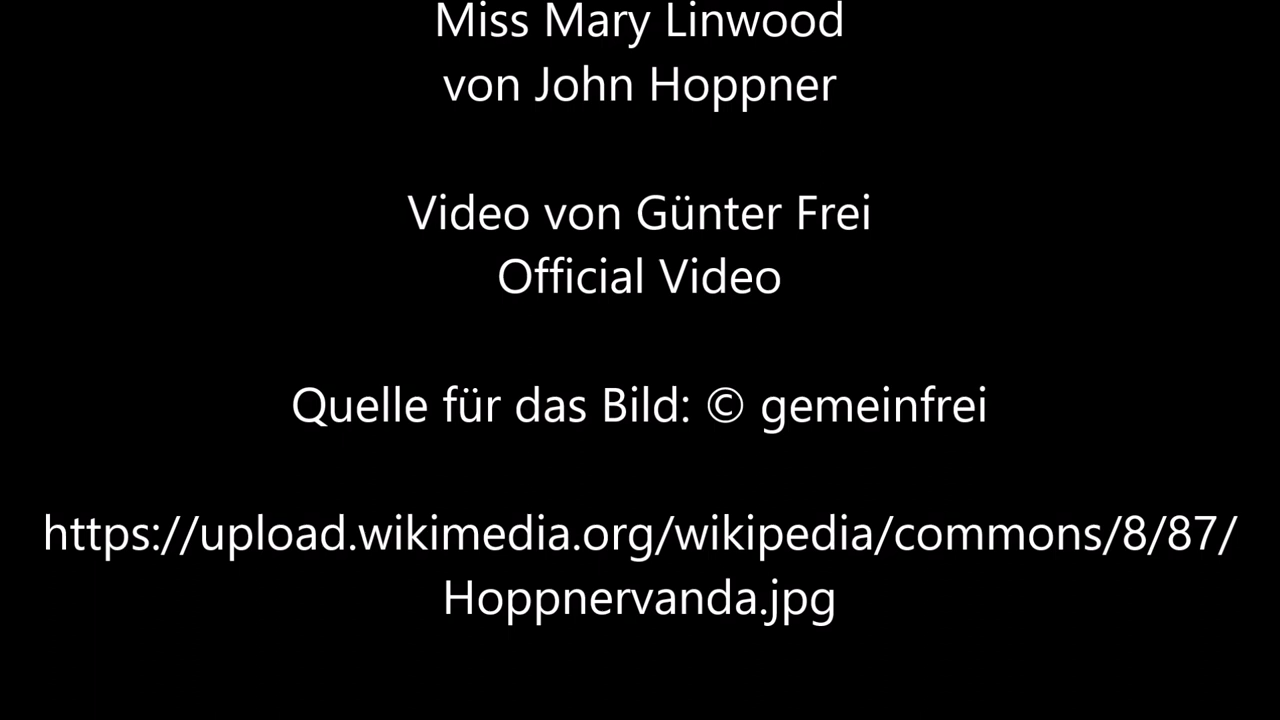 Miss Mary Linwood
von John Hoppner
Video von Günter Frei
Official Video
Quelle für das Bild: © gemeinfrei
https://upload.wikimedia.org/wikipedia/commons/8/87/
Hoppnervanda.jpg